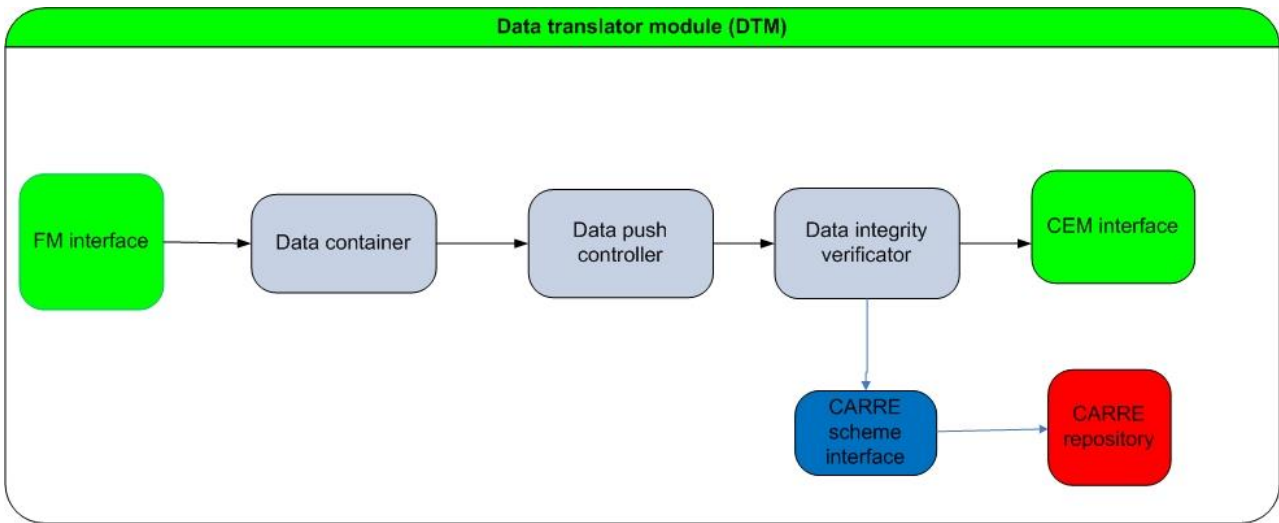 Data translator module (DTM)
FM interface
Data container
Data push
controller
Data integrity
verificator
CEM interface
CARRE
scheme
interface
CARRE
repository